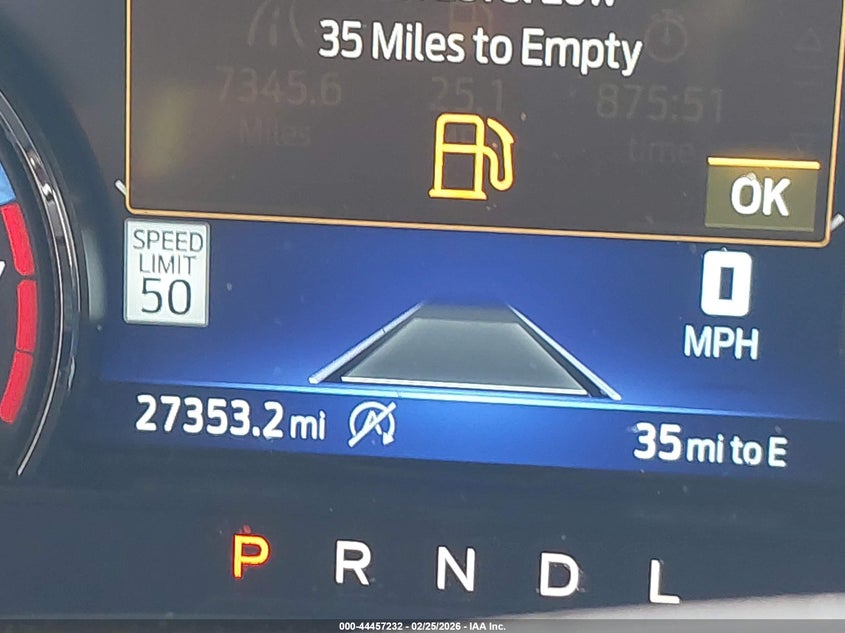 35 Miles to Empty
7345.6
25.1
875:51
Miles
time
OK
SPEED
LIMIT
50
0
MPH
27353.2 mi
A
35 mi to E
P R N D L
000-44457232 - 02/25/2026 - IAA Inc.